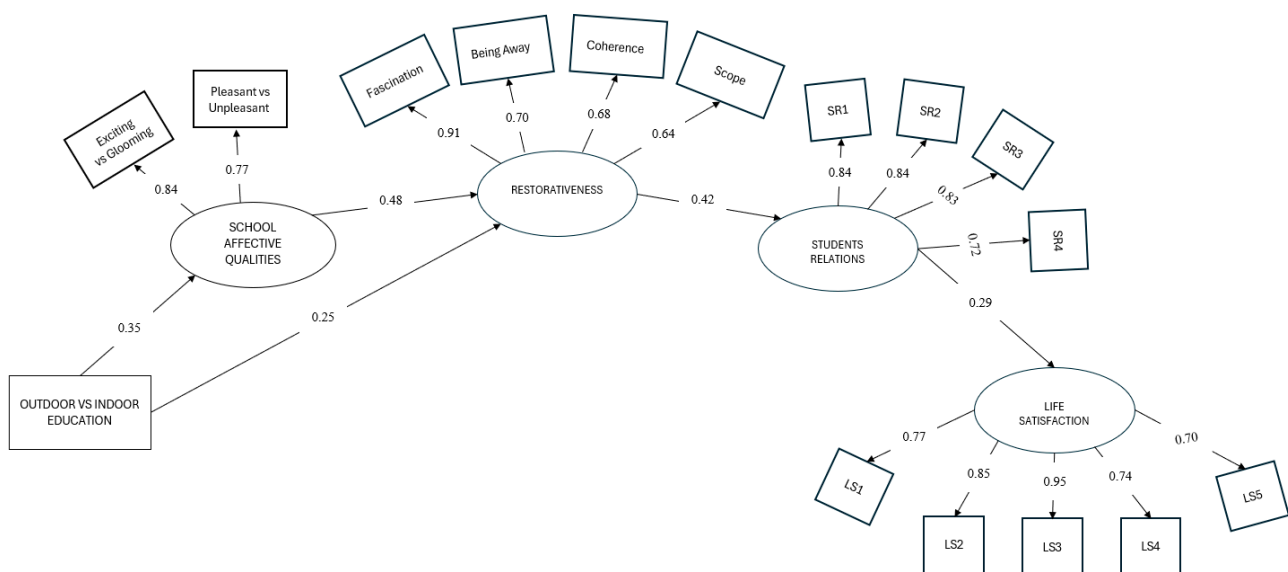 Exciting
vs Glooming
Pleasant vs
Unpleasant
Fascination
Being Away
Coherence
Scope
SR1
SR2
SR3
SR4
0.84
0.77
0.91
0.70
0.68
0.64
0.84
0.84
0.83
0.72
SCHOOL
AFFECTIVE
QUALITIES
0.48
RESTORATIVENESS
0.42
STUDENTS
RELATIONS
0.35
0.25
0.29
OUTDOOR VS INDOOR
EDUCATION
LIFE
SATISFACTION
0.77
0.85
0.95
0.74
0.70
LS1
LS2
LS3
LS4
LS5